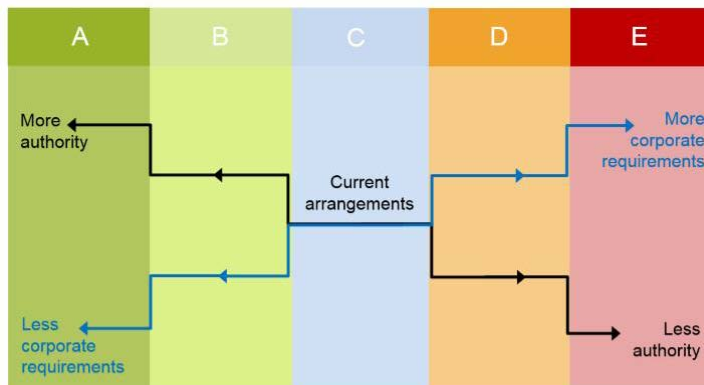 A B C D E
More
authority
Current
arrangements
More
corporate
requirements
Less
corporate
requirements
Less
authority